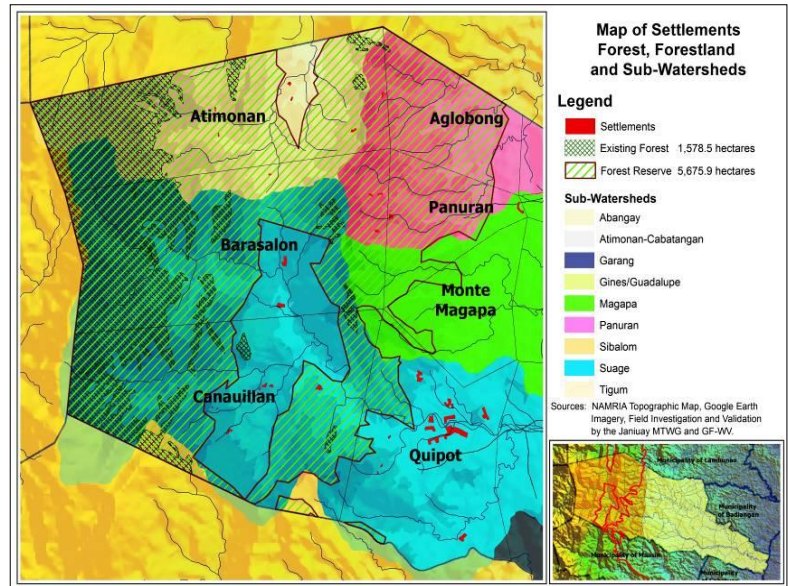 Map of Settlements
Forest, Forestland
and Sub-Watersheds
Legend
Settlements
Existing Forest 1,578.5 hectares
Forest Reserve 5,675.9 hectares
Sub-Watersheds
Abangay
Atimonan-Cabatangan
Garang
Gines/Guadalupe
Magapa
Panuran
Sibalom
Suage
Tigum
Sources: NAMRIA Topographic Map, Google Earth
Imagery, Field Investigation and Validation
by the Janiuay MTWG and GF-WV.
Atimonan
Aglobong
Panuran
Barasalon
Monte
Magapa
Canauillan
Quipot
Municipality of Lambunao
Municipality
of Badiangan
Municipality of Maasin
Municipality